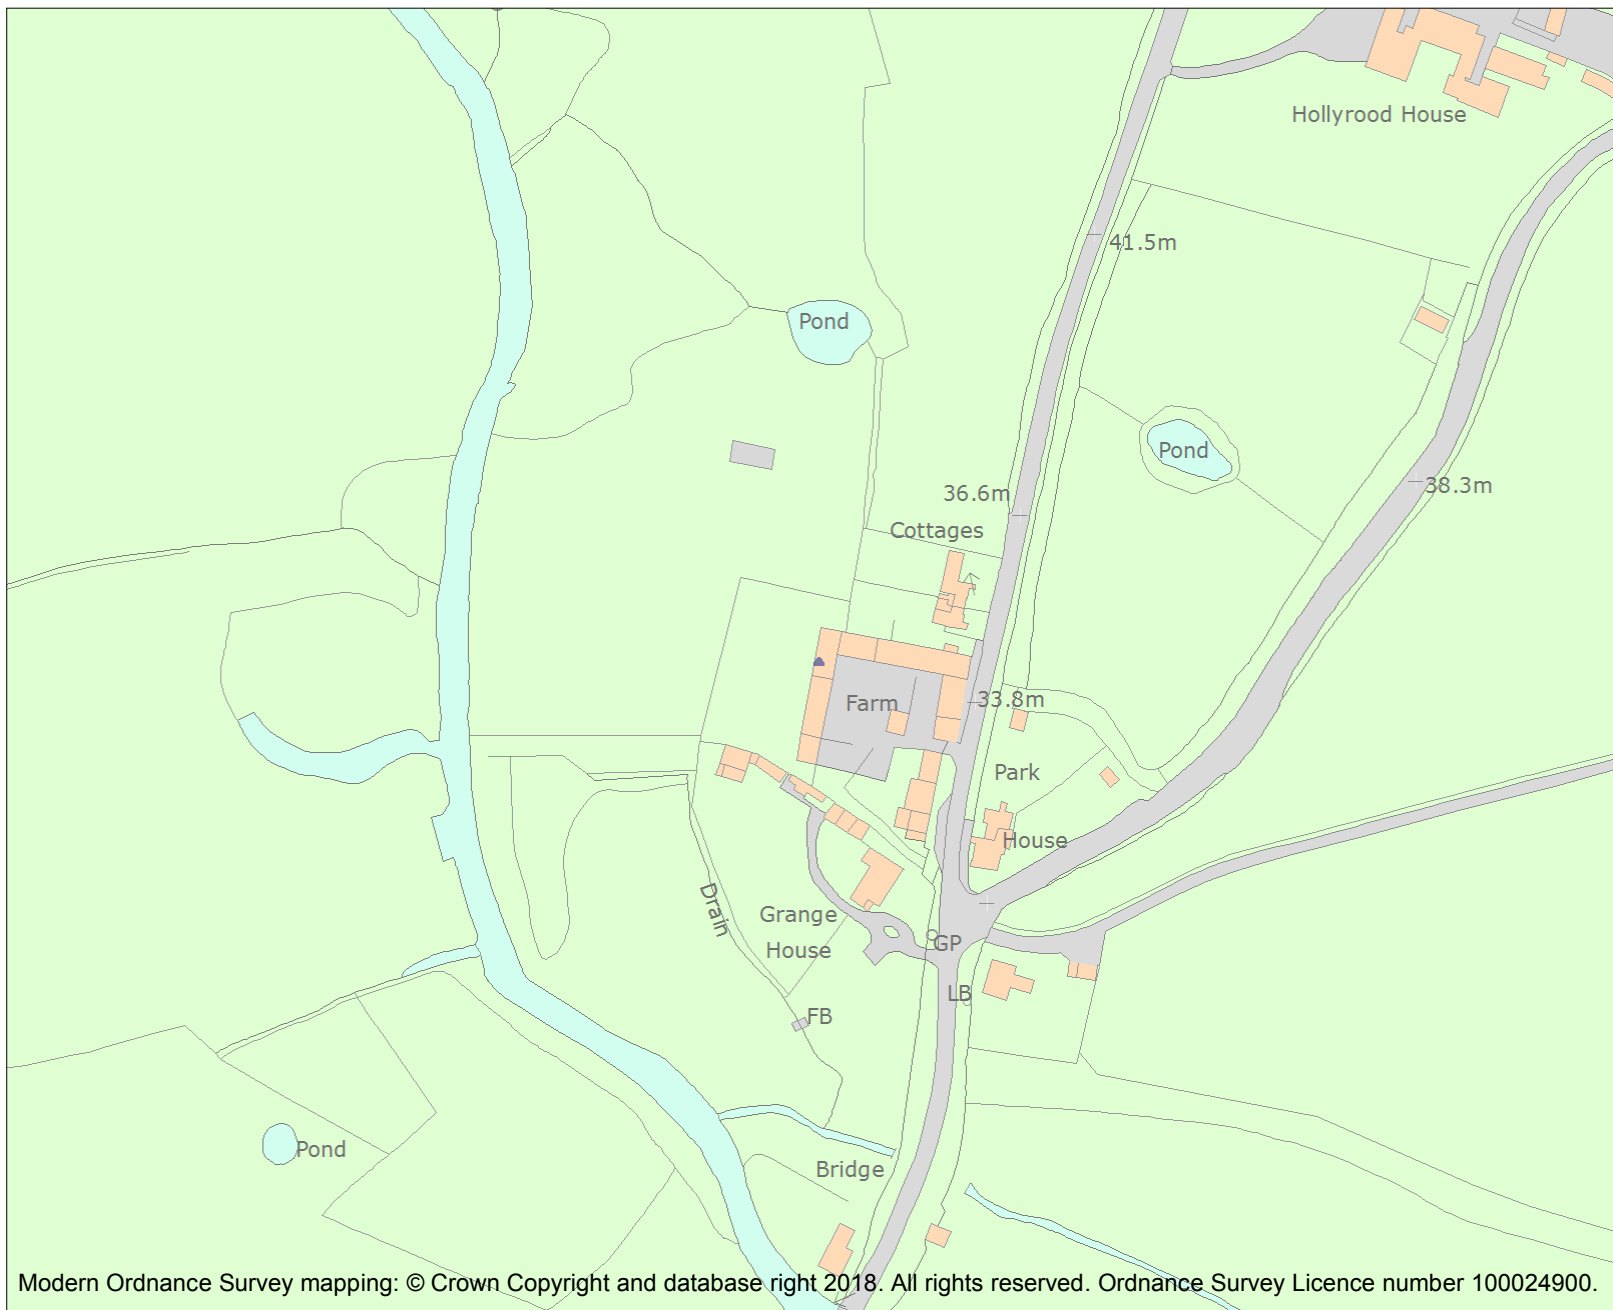 Hollyrood House
41.5m
Pond
Pond
38.3m
36.6m
Cottages
Farm
33.8m
Park
House
Drain
Grange
House
GP
LB
FB
Pond
Bridge
Modern Ordnance Survey mapping: © Crown Copyright and database right 2018. All rights reserved. Ordnance Survey Licence number 100024900.